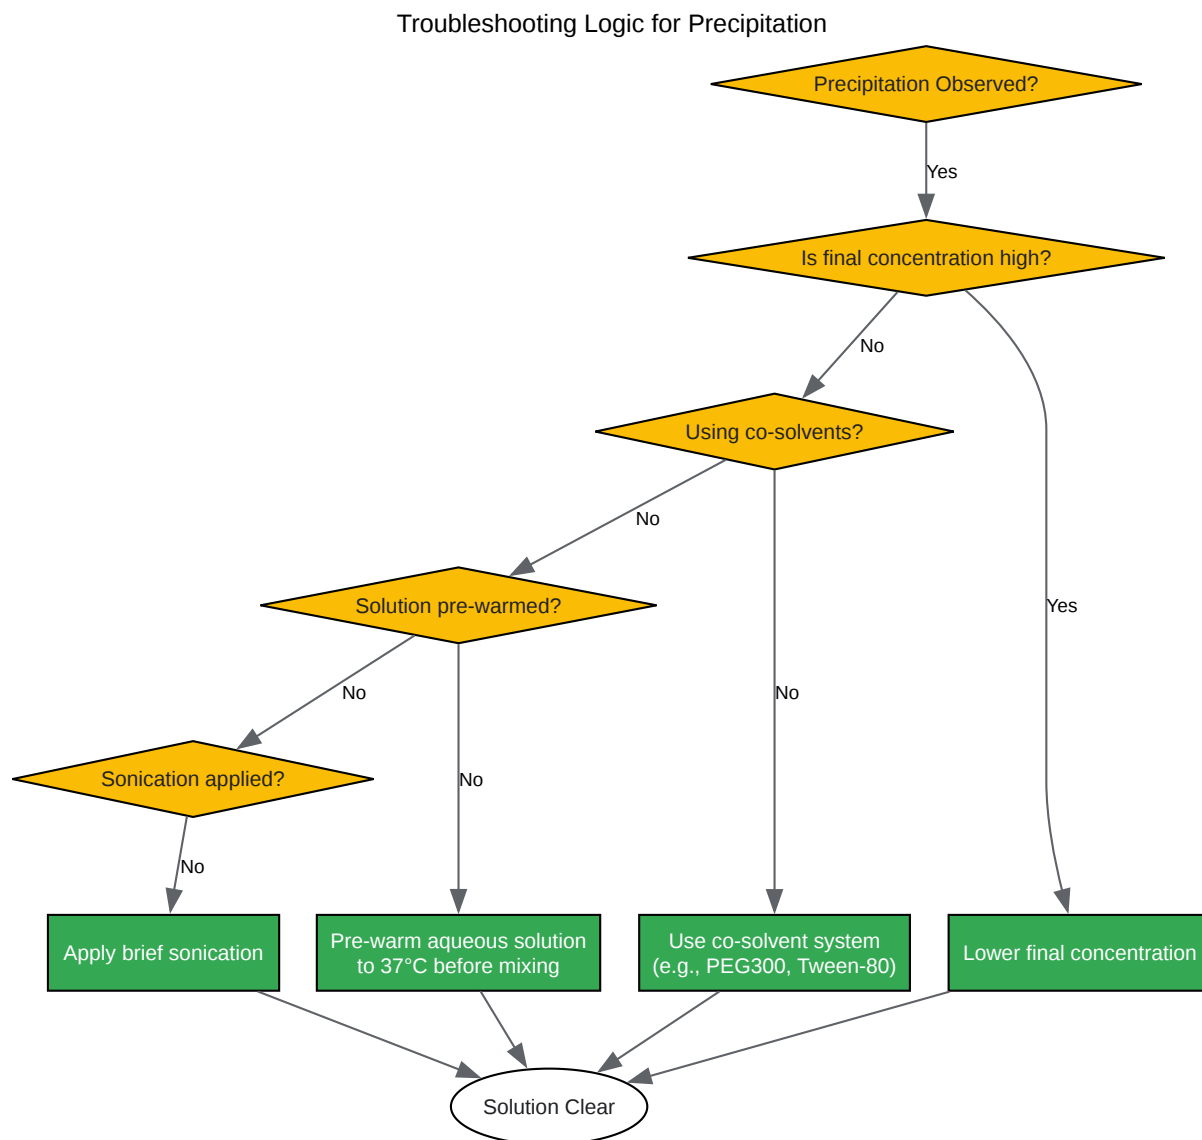 Troubleshooting Logic for Precipitation
Precipitation Observed?
Yes
Is final concentration high?
No
Using co-solvents?
No
Solution pre-warmed?
Yes
No
No
Sonication applied?
No
No
Apply brief sonication
Pre-warm aqueous solution
to 37°C before mixing
Use co-solvent system
(e.g., PEG300, Tween-80)
Lower final concentration
Solution Clear